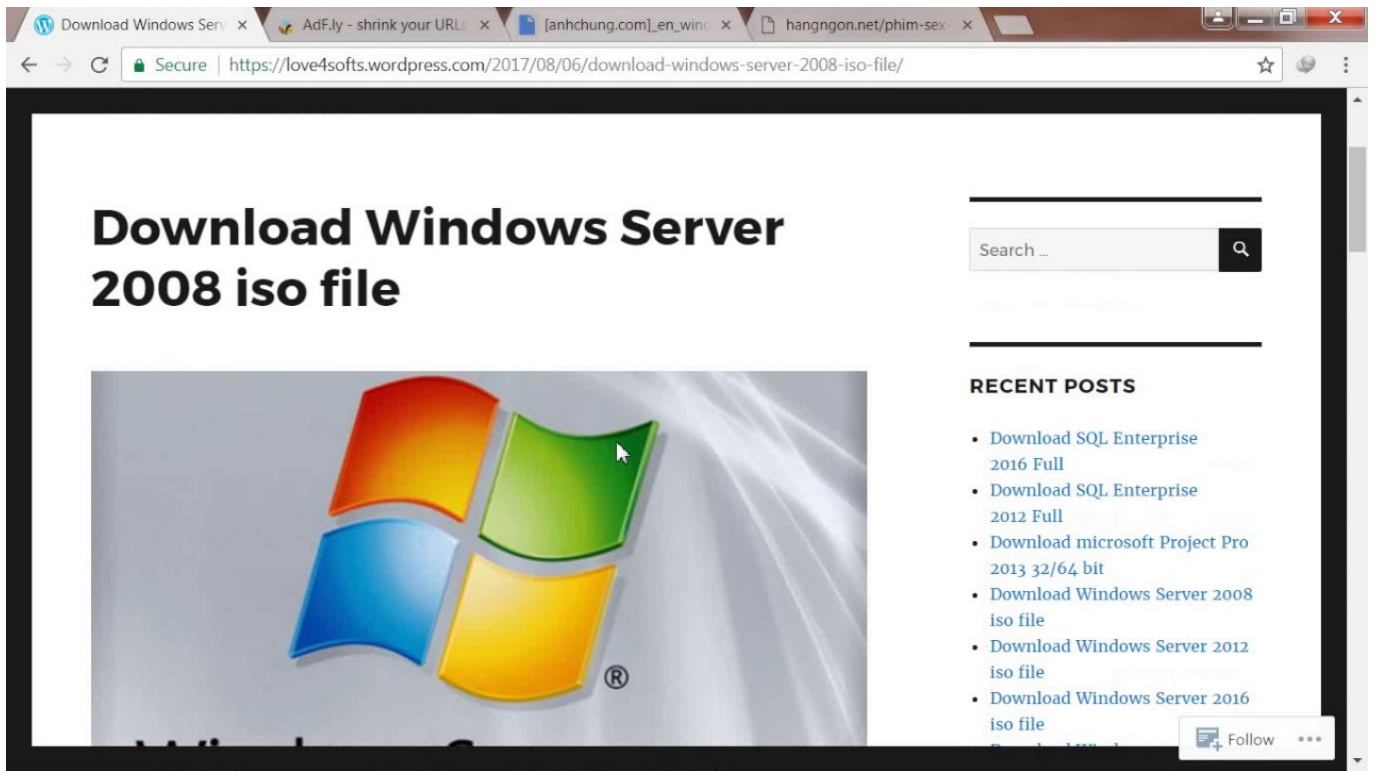 Download Windows Serv
AdF.ly - shrink your URLs
[anhchung.com]_en_wind
hangngon.net/phim-sex-
Secure | https://love4softs.wordpress.com/2017/08/06/download-windows-server-2008-iso-file/
Download Windows Server
2008 iso file
®
Search ...
RECENT POSTS
Download SQL Enterprise
2016 Full
Download SQL Enterprise
2012 Full
Download microsoft Project Pro
2013 32/64 bit
Download Windows Server 2008
iso file
Download Windows Server 2012
iso file
Download Windows Server 2016
iso file
Follow